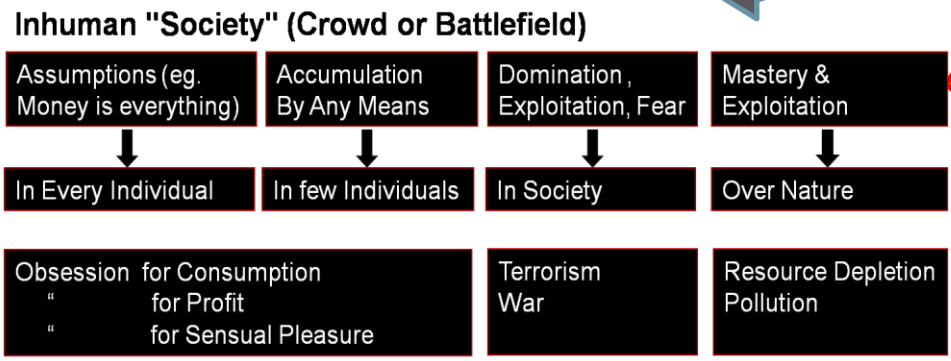 Inhuman "Society" (Crowd or Battlefield)
Assumptions (eg.
Money is everything)
Accumulation
By Any Means
Domination ,
Exploitation, Fear
Mastery &
Exploitation
In Every Individual
In few Individuals
In Society
Over Nature
Obsession for Consumption
“ for Profit
“ for Sensual Pleasure
Terrorism
War
Resource Depletion
Pollution